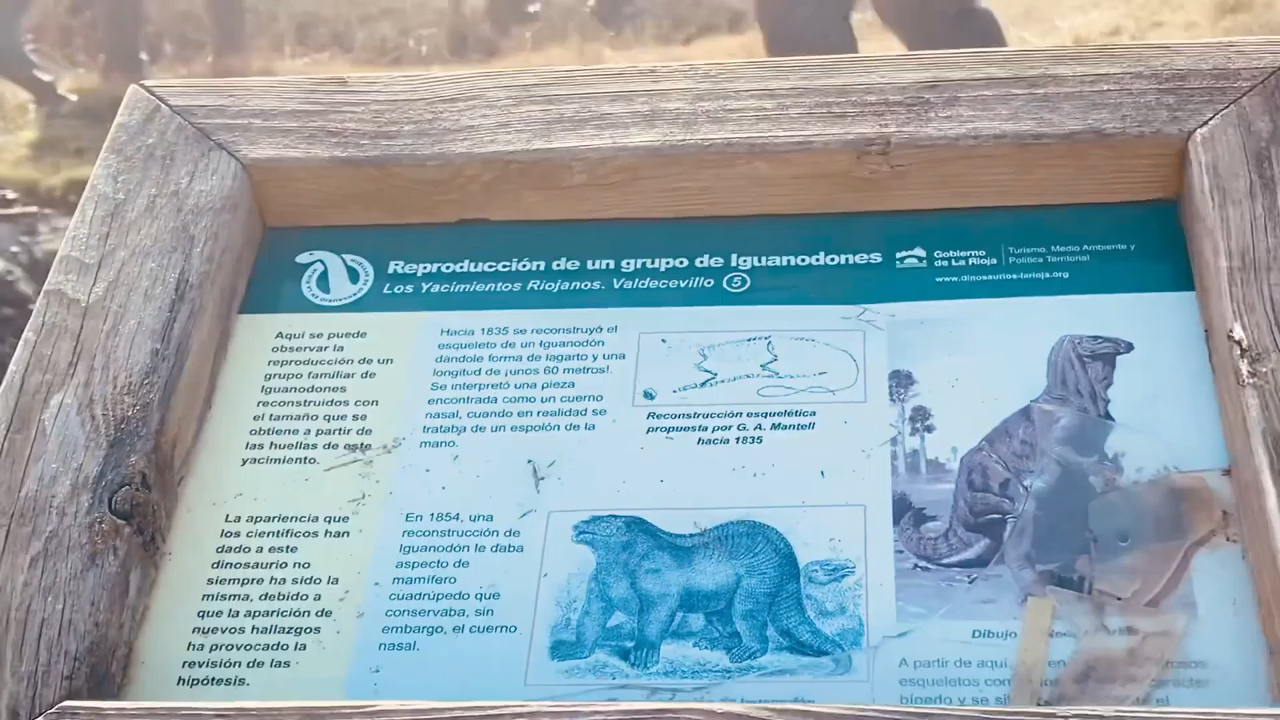 Reproducción de un grupo de Iguanodones
Los Yacimientos Riojanos. Valdecevillo 5
Gobierno
de La Rioja
Turismo, Medio Ambiente y
Política Territorial
www.dinosaurios-larioja.org
Aquí se puede
observar la
reproducción de un
grupo familiar de
Iguanodones
reconstruidos con
el tamaño que se
obtiene a partir de
las huellas de este
yacimiento.
La apariencia que
los científicos han
dado a este
dinosaurio no
siempre ha sido la
misma, debido a
que la aparición de
nuevos hallazgos
ha provocado la
revisión de las
hipótesis.
Hacia 1835 se reconstruyó el
esqueleto de un Iguanodón
dándole forma de lagarto y una
longitud de ¡unos 60 metros!.
Se interpretó una pieza
encontrada como un cuerno
nasal, cuando en realidad se
trataba de un espolón de la
mano.
Reconstrucción esquelética
propuesta por G. A. Mantell
hacia 1835
En 1854, una
reconstrucción de
Iguanodón le daba
aspecto de
mamífero
cuadrúpedo que
conservaba, sin
embargo, el cuerno
nasal.
Dibujo
A partir de aquí
esqueletos
bípedo y se